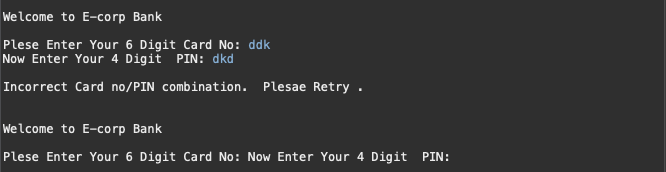 Welcome to E-corp Bank
Plese Enter Your 6 Digit Card No: ddk
Now Enter Your 4 Digit  PIN: dkd
Incorrect Card no/PIN combination.  Plesae Retry .
Welcome to E-corp Bank
Plese Enter Your 6 Digit Card No: Now Enter Your 4 Digit  PIN: